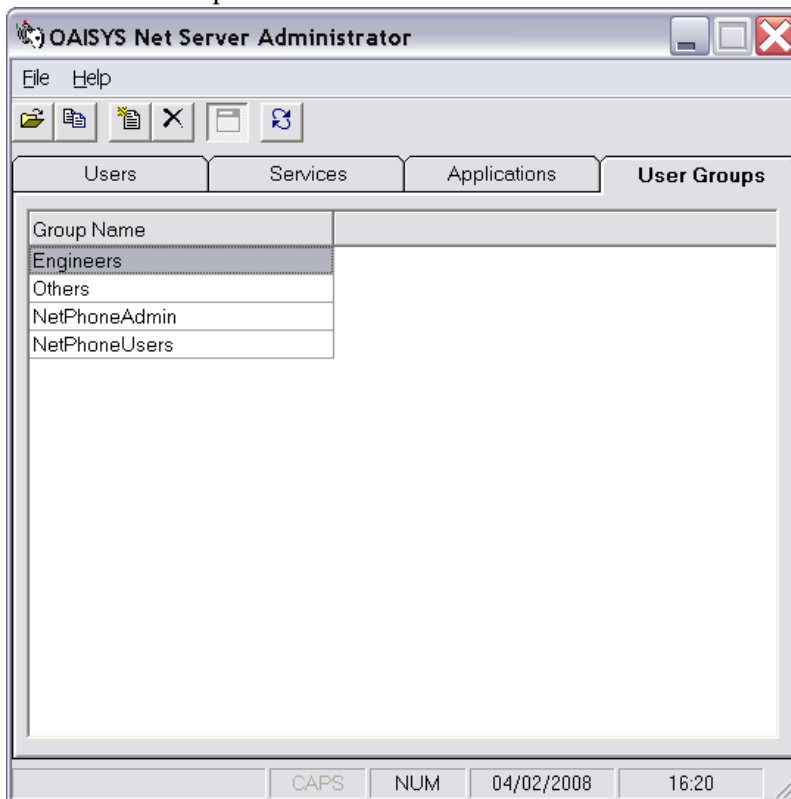 OAISYS Net Server Administrator
File Help
Users Services Applications User Groups
Group Name
Engineers
Others
NetPhoneAdmin
NetPhoneUsers
CAPS NUM 04/02/2008 16:20